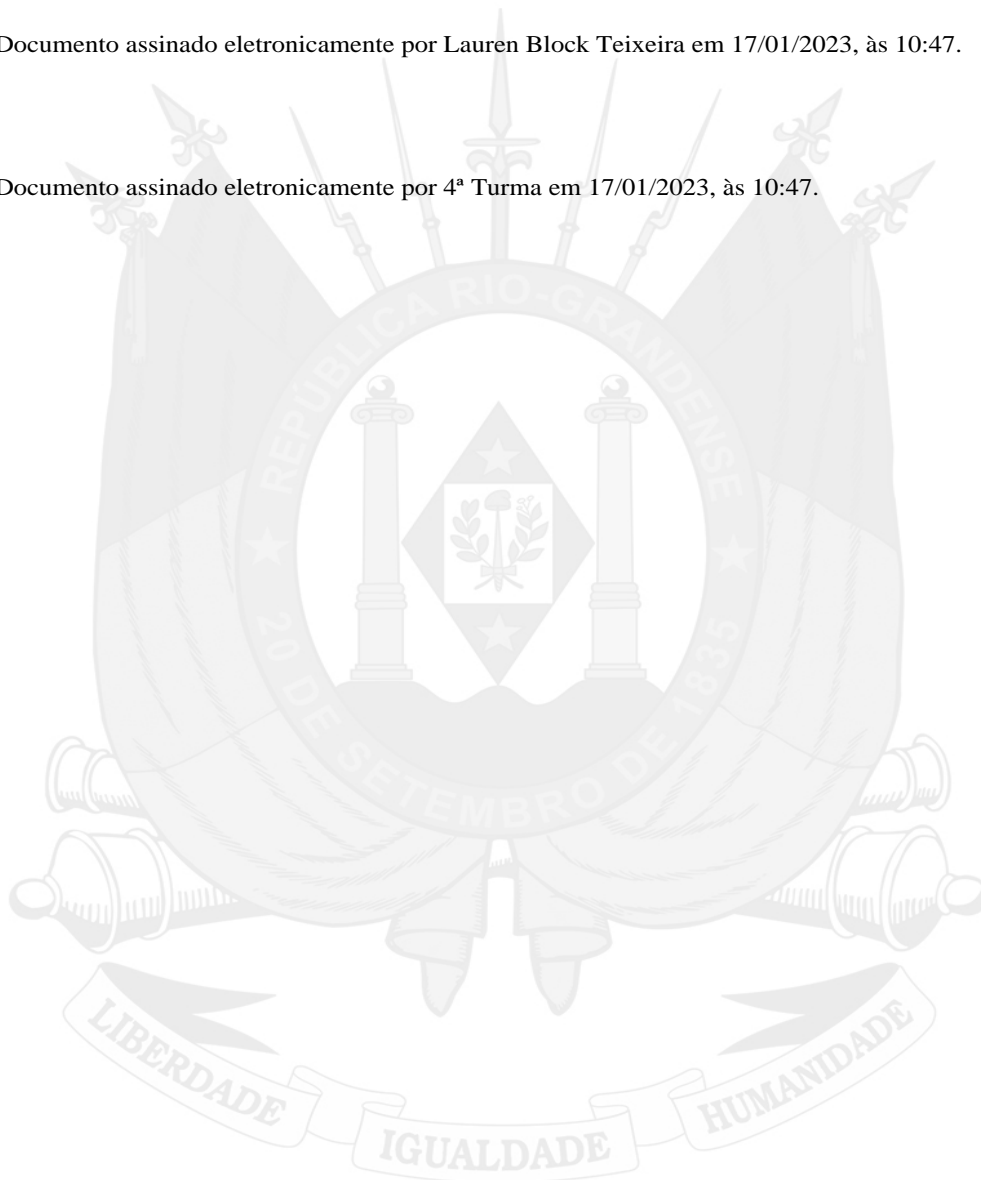 Documento assinado eletronicamente por Lauren Block Teixeira em 17/01/2023, às 10:47.
Documento assinado eletronicamente por 4ª Turma em 17/01/2023, às 10:47.
REPÚBLICA RIO-GRANDENSE
★ 20 DE SETEMBRO DE 1835 ★
LIBERDADE
IGUALDADE
HUMANIDADE